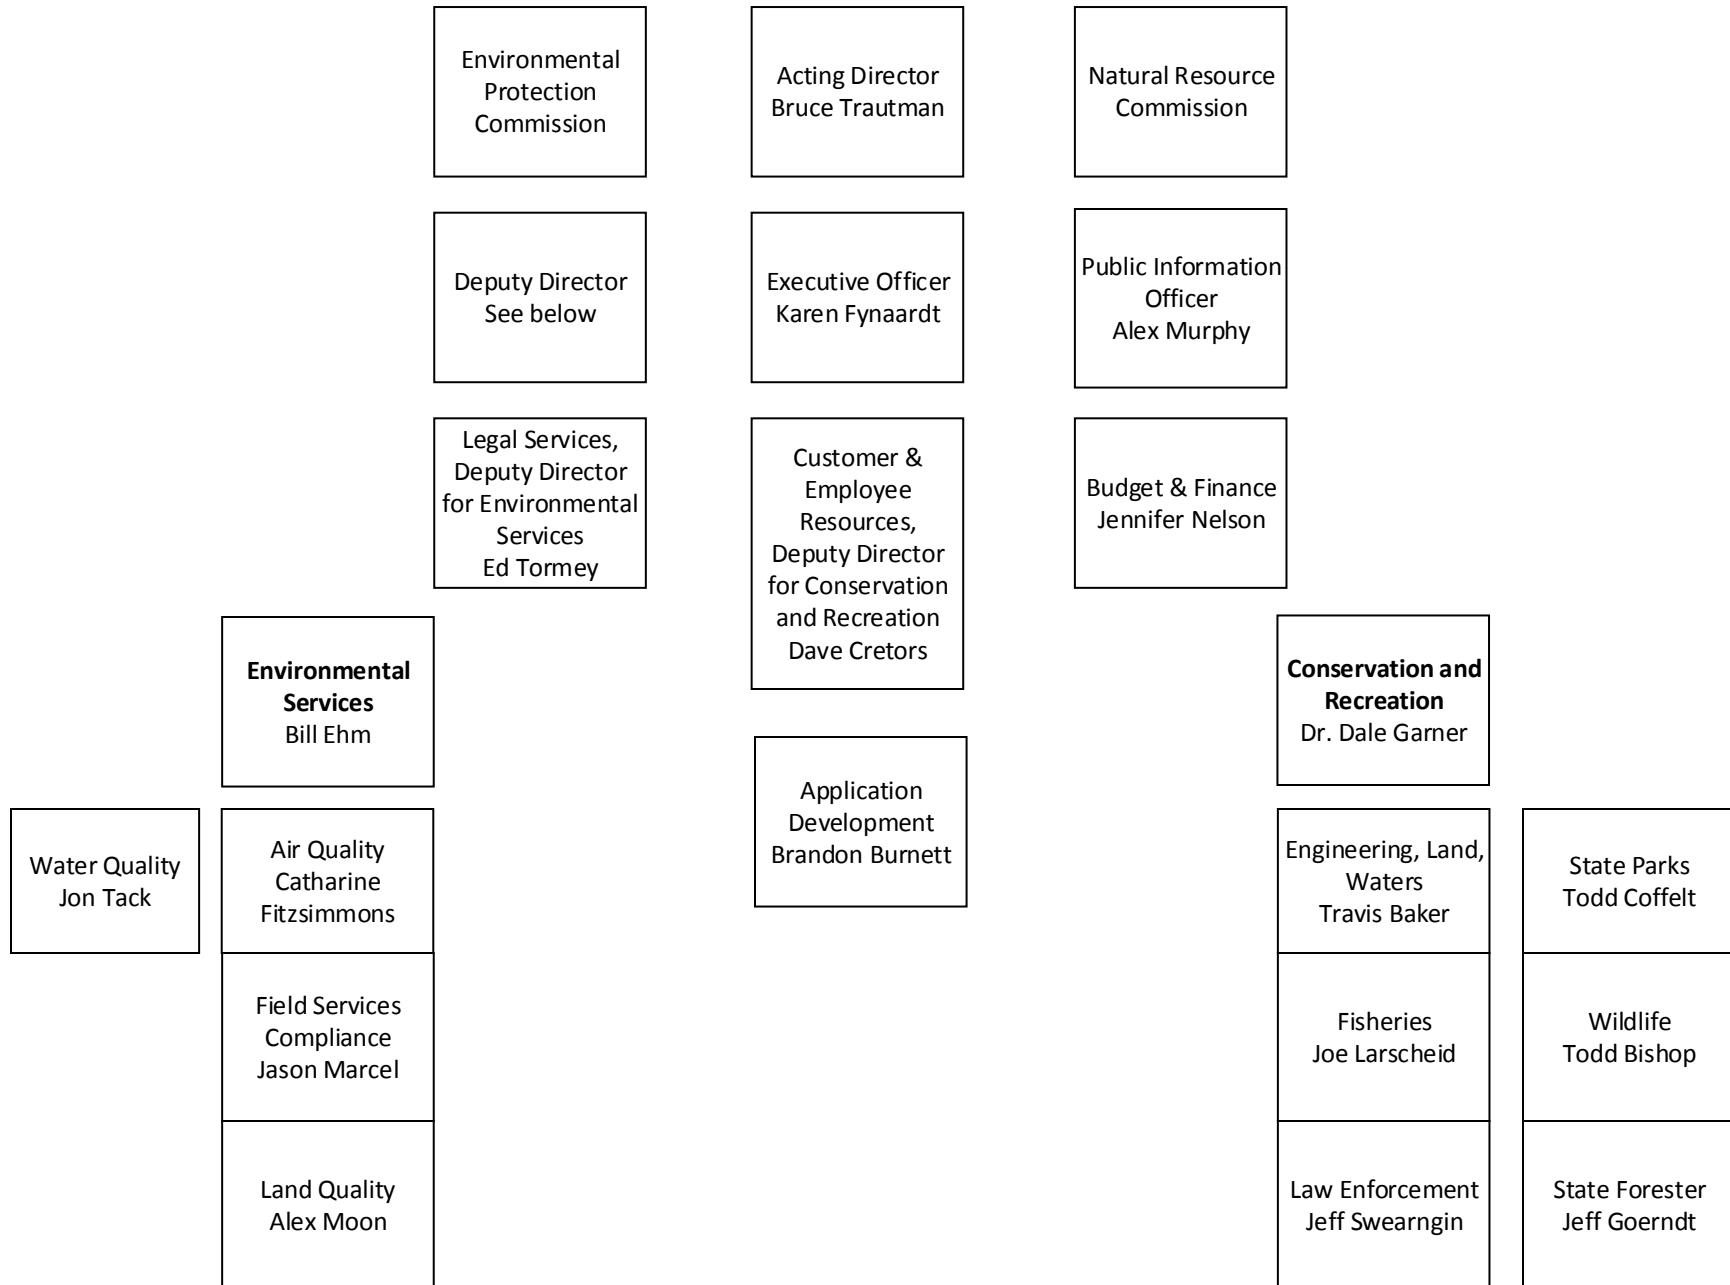 Environmental
Protection
Commission
Acting Director
Bruce Trautman
Natural Resource
Commission
Deputy Director
See below
Executive Officer
Karen Fynaardt
Public Information
Officer
Alex Murphy
Legal Services,
Deputy Director
for Environmental
Services
Ed Tormey
Customer &
Employee
Resources,
Deputy Director
for Conservation
and Recreation
Dave Cretors
Budget & Finance
Jennifer Nelson
Environmental
Services
Bill Ehm
Conservation and
Recreation
Dr. Dale Garner
Application
Development
Brandon Burnett
Water Quality
Jon Tack
Air Quality
Catharine
Fitzsimmons
Engineering, Land,
Waters
Travis Baker
State Parks
Todd Coffelt
Field Services
Compliance
Jason Marcel
Fisheries
Joe Larscheid
Wildlife
Todd Bishop
Land Quality
Alex Moon
Law Enforcement
Jeff Swearngin
State Forester
Jeff Goerndt